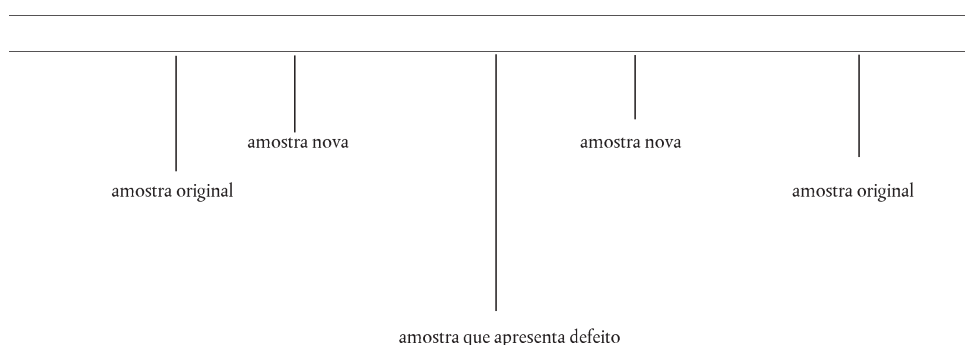 amostra nova
amostra nova
amostra original
amostra original
amostra que apresenta defeito